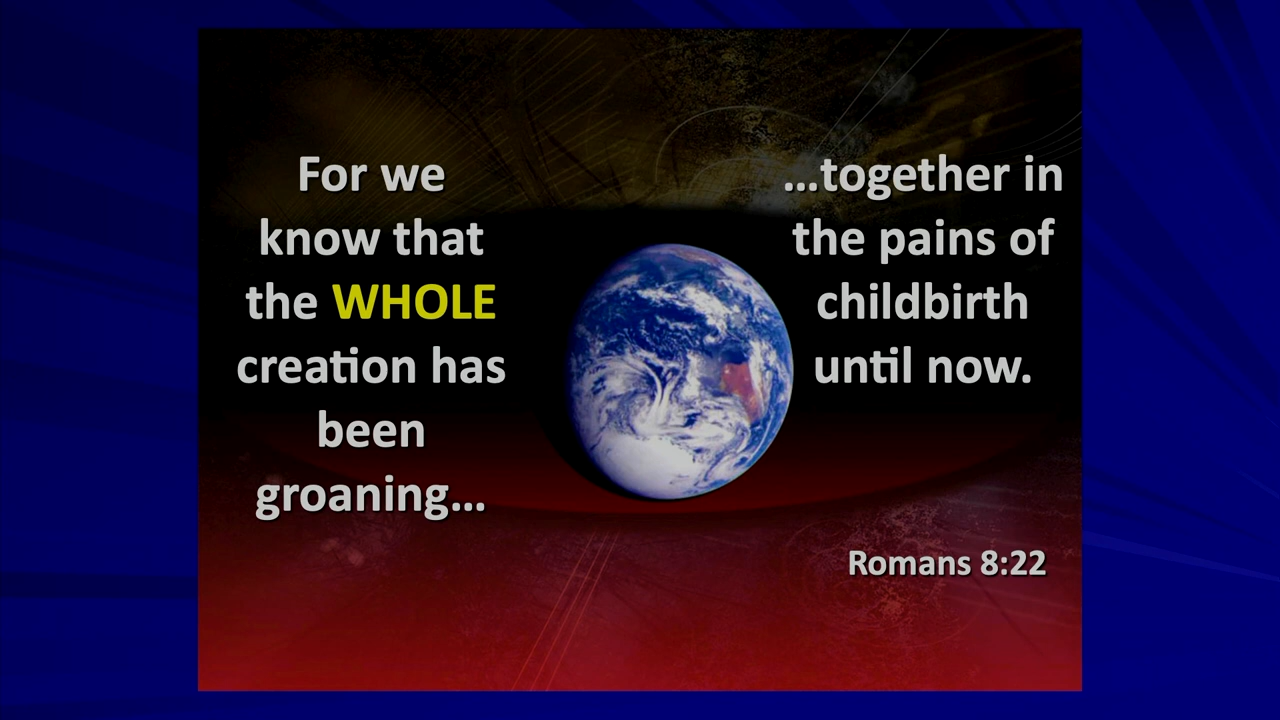 For we
know that
the WHOLE
creation has
been
groaning…
…together in
the pains of
childbirth
until now.
Romans 8:22